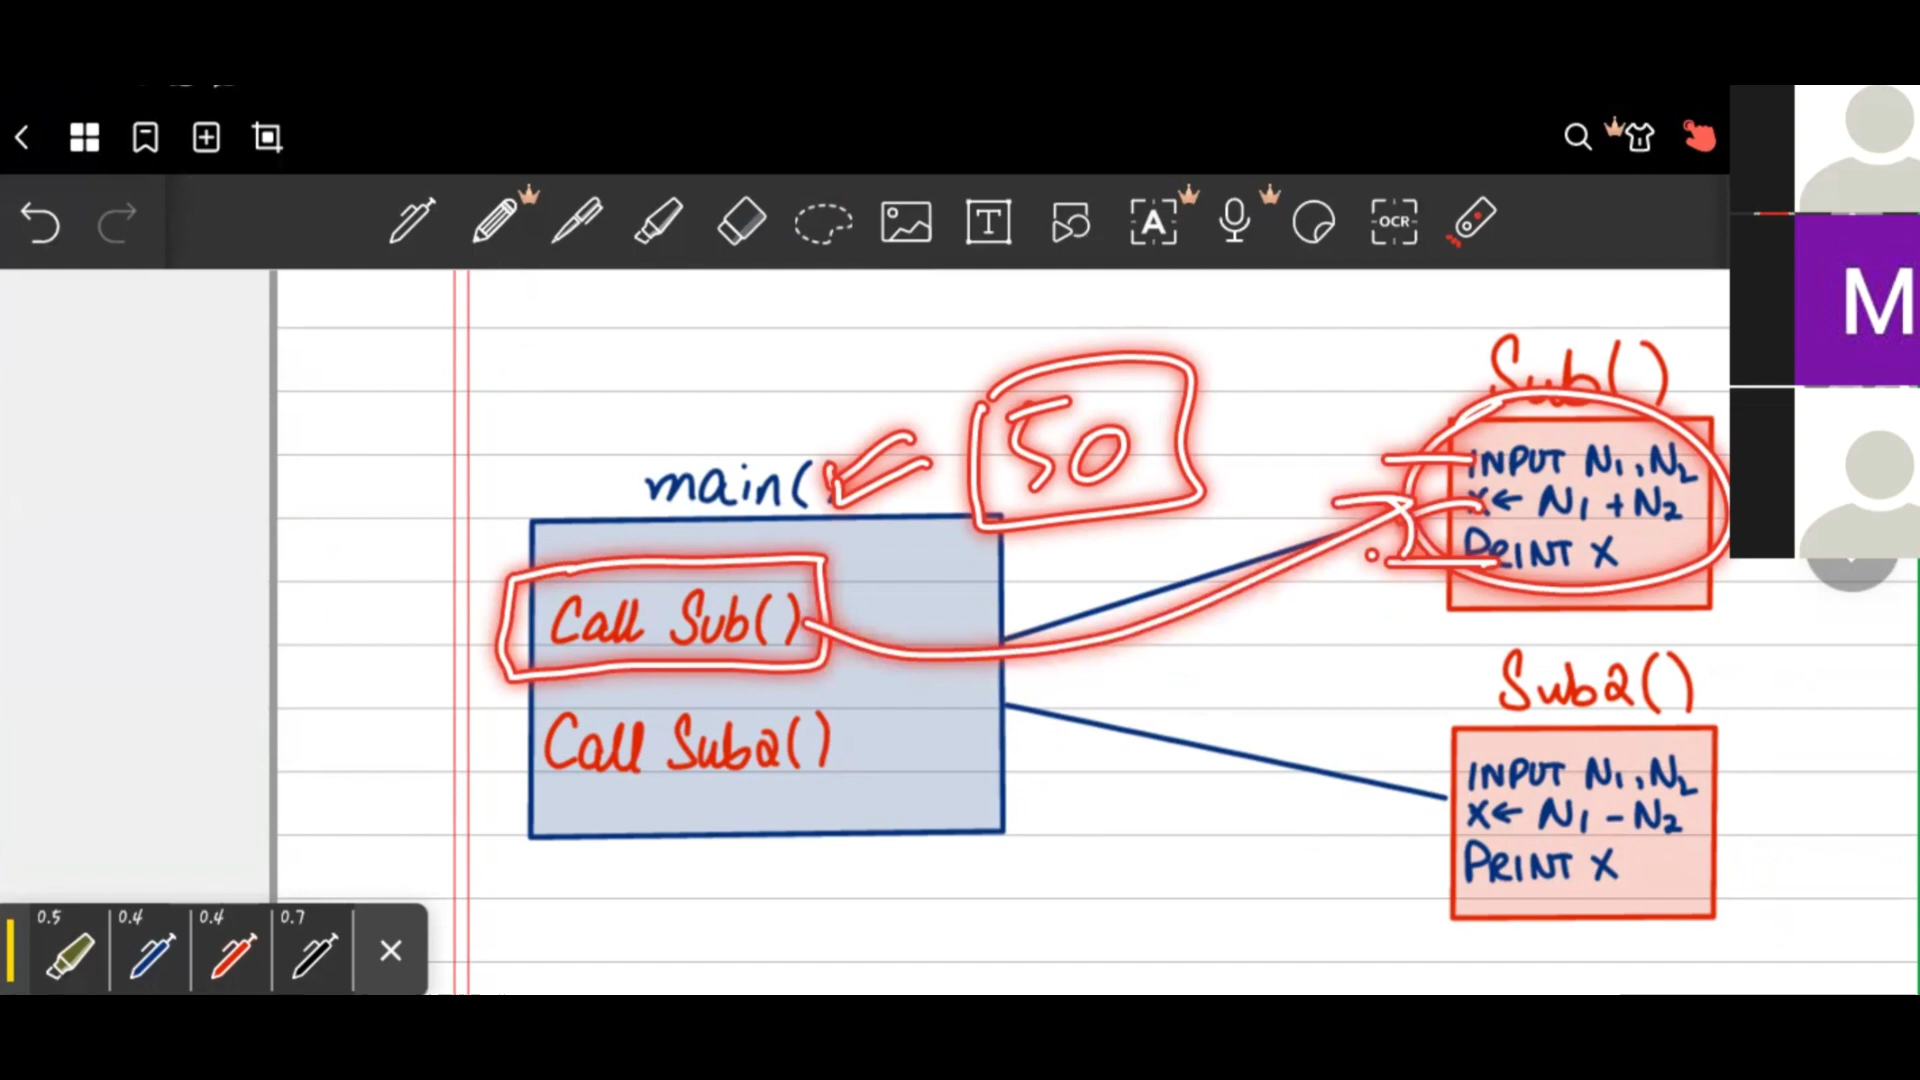 M
T
A
OCR
Sub()
50
main(
INPUT N1, N2
X← N1 + N2
PRINT X
Call Sub()
Call Sub2()
Sub2()
INPUT N1, N2
X← N1 - N2
PRINT X
0.5 0.4 0.4 0.7